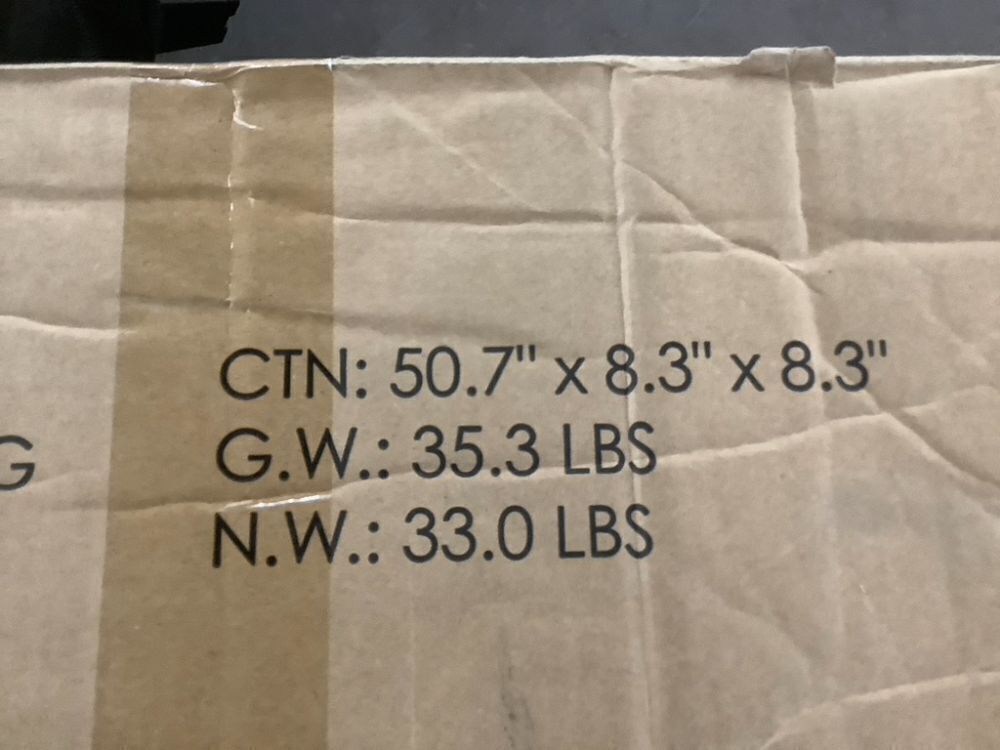 CTN: 50.7" x 8.3" x 8.3"
G.W.: 35.3 LBS
G
N.W.: 33.0 LBS